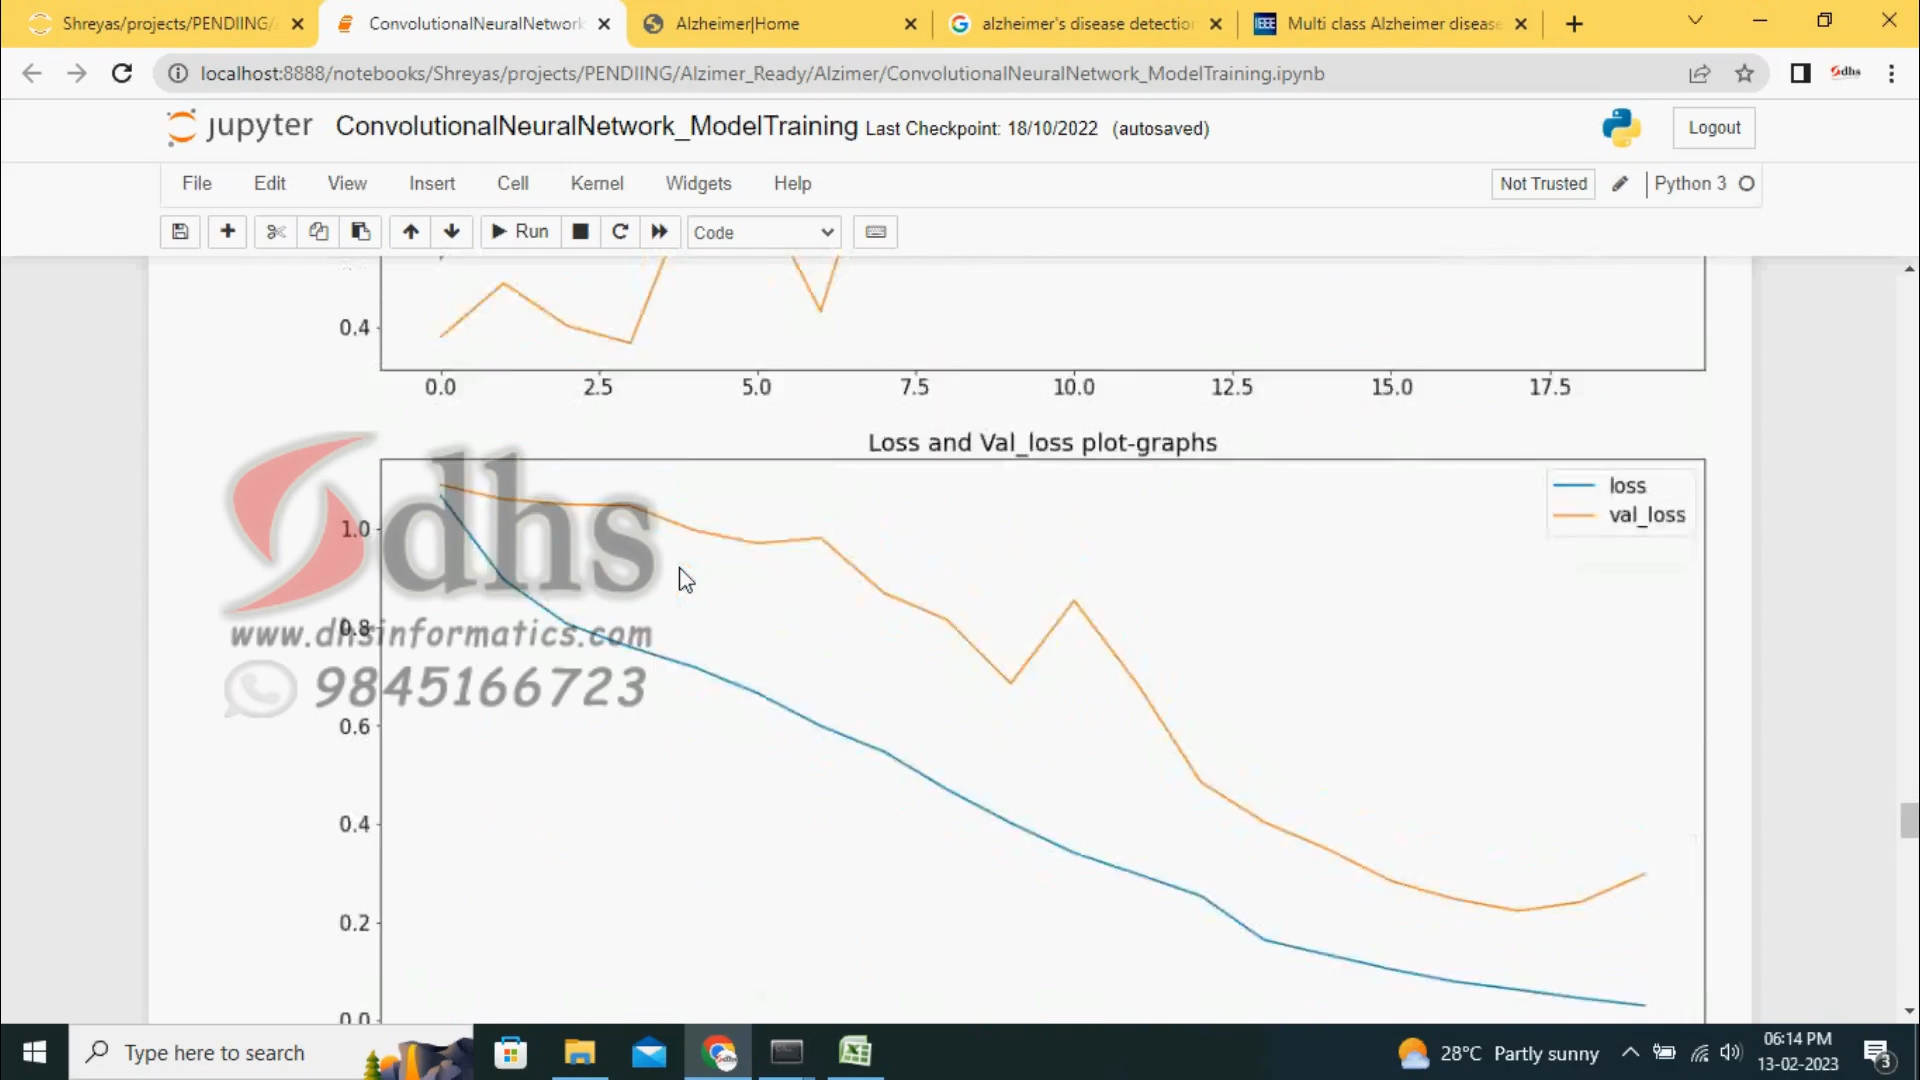 Shreyas/projects/PENDIING/
ConvolutionalNeuralNetwork
Alzheimer|Home
alzheimer's disease detectio
Multi class Alzheimer disease
localhost:8888/notebooks/Shreyas/projects/PENDIING/Alzimer_Ready/Alzimer/ConvolutionalNeuralNetwork_ModelTraining.ipynb
jupyter ConvolutionalNeuralNetwork_ModelTraining Last Checkpoint: 18/10/2022 (autosaved)
Logout
File Edit View Insert Cell Kernel Widgets Help
Not Trusted
Python 3
Run
Code
0.4
0.0 2.5 5.0 7.5 10.0 12.5 15.0 17.5
Loss and Val_loss plot-graphs
loss
val_loss
1.0
0.8
0.6
0.4
0.2
0.0
dhs
www.dhsinformatics.com
9845166723
Type here to search
28°C Partly sunny
06:14 PM
13-02-2023
3